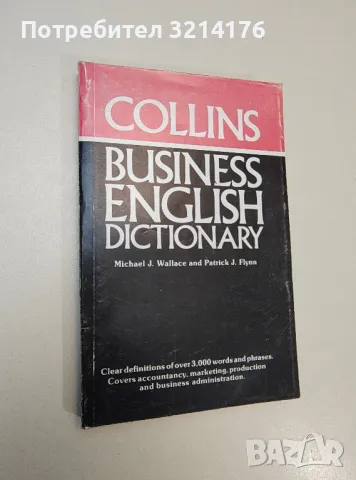 Потребител 3214176
COLLINS
BUSINESS
ENGLISH
DICTIONARY
Michael J. Wallace and Patrick J. Flynn
Clear definitions of over 3,000 words and phrases.
Covers accountancy, marketing, production
and business administration.
BAZAR